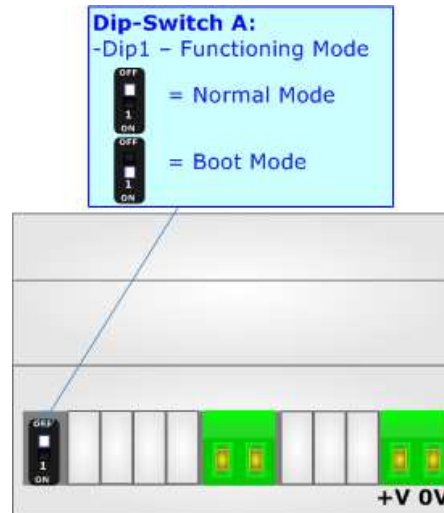 Dip-Switch A:
-Dip1 – Functioning Mode
OFF
= Normal Mode
1
ON
OFF
= Boot Mode
1
ON
OFF
1
ON
+V 0V